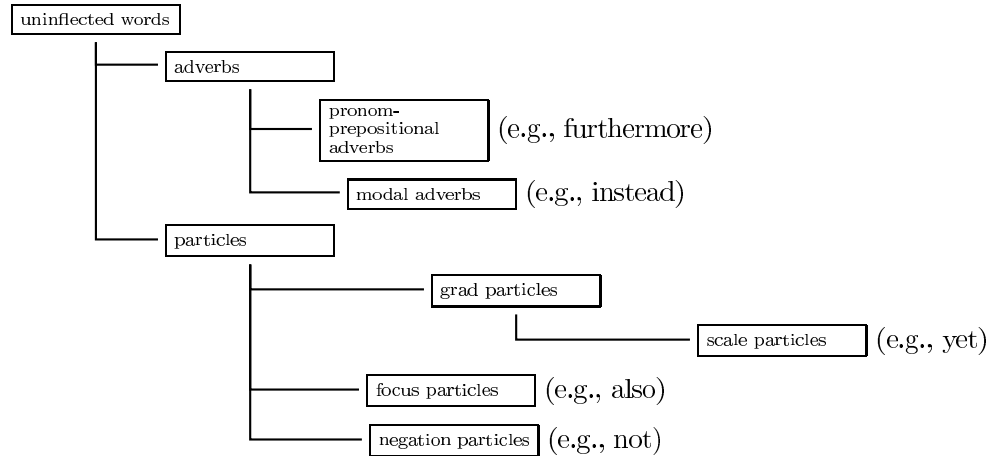 uninflected words
adverbs
pronom-
prepositional
adverbs
(e.g., furthermore)
modal adverbs (e.g., instead)
particles
grad particles
scale particles (e.g., yet)
focus particles (e.g., also)
negation particles (e.g., not)